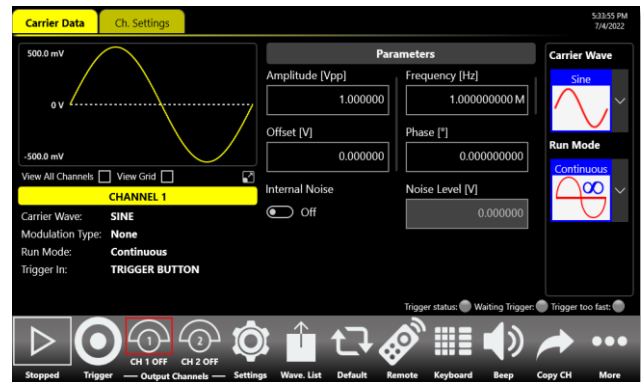 Carrier Data
Ch. Settings
5:33:55 PM
7/4/2022
500.0 mV
0 V
-500.0 mV
View All Channels
View Grid
CHANNEL 1
Carrier Wave: SINE
Modulation Type: None
Run Mode: Continuous
Trigger In: TRIGGER BUTTON
Parameters
Amplitude [Vpp]
1.000000
Frequency [Hz]
1.000000000 M
Offset [V]
0.000000
Phase [°]
0.000000000
Internal Noise
Off
Noise Level [V]
0.000000
Carrier Wave
Sine
Run Mode
Continuous
∞
Trigger status: Waiting Trigger: Trigger too fast:
1
2
CH 1 OFF
CH 2 OFF
Stopped
Trigger
Output Channels
Settings
Wave. List
Default
Remote
Keyboard
Beep
Copy CH
More